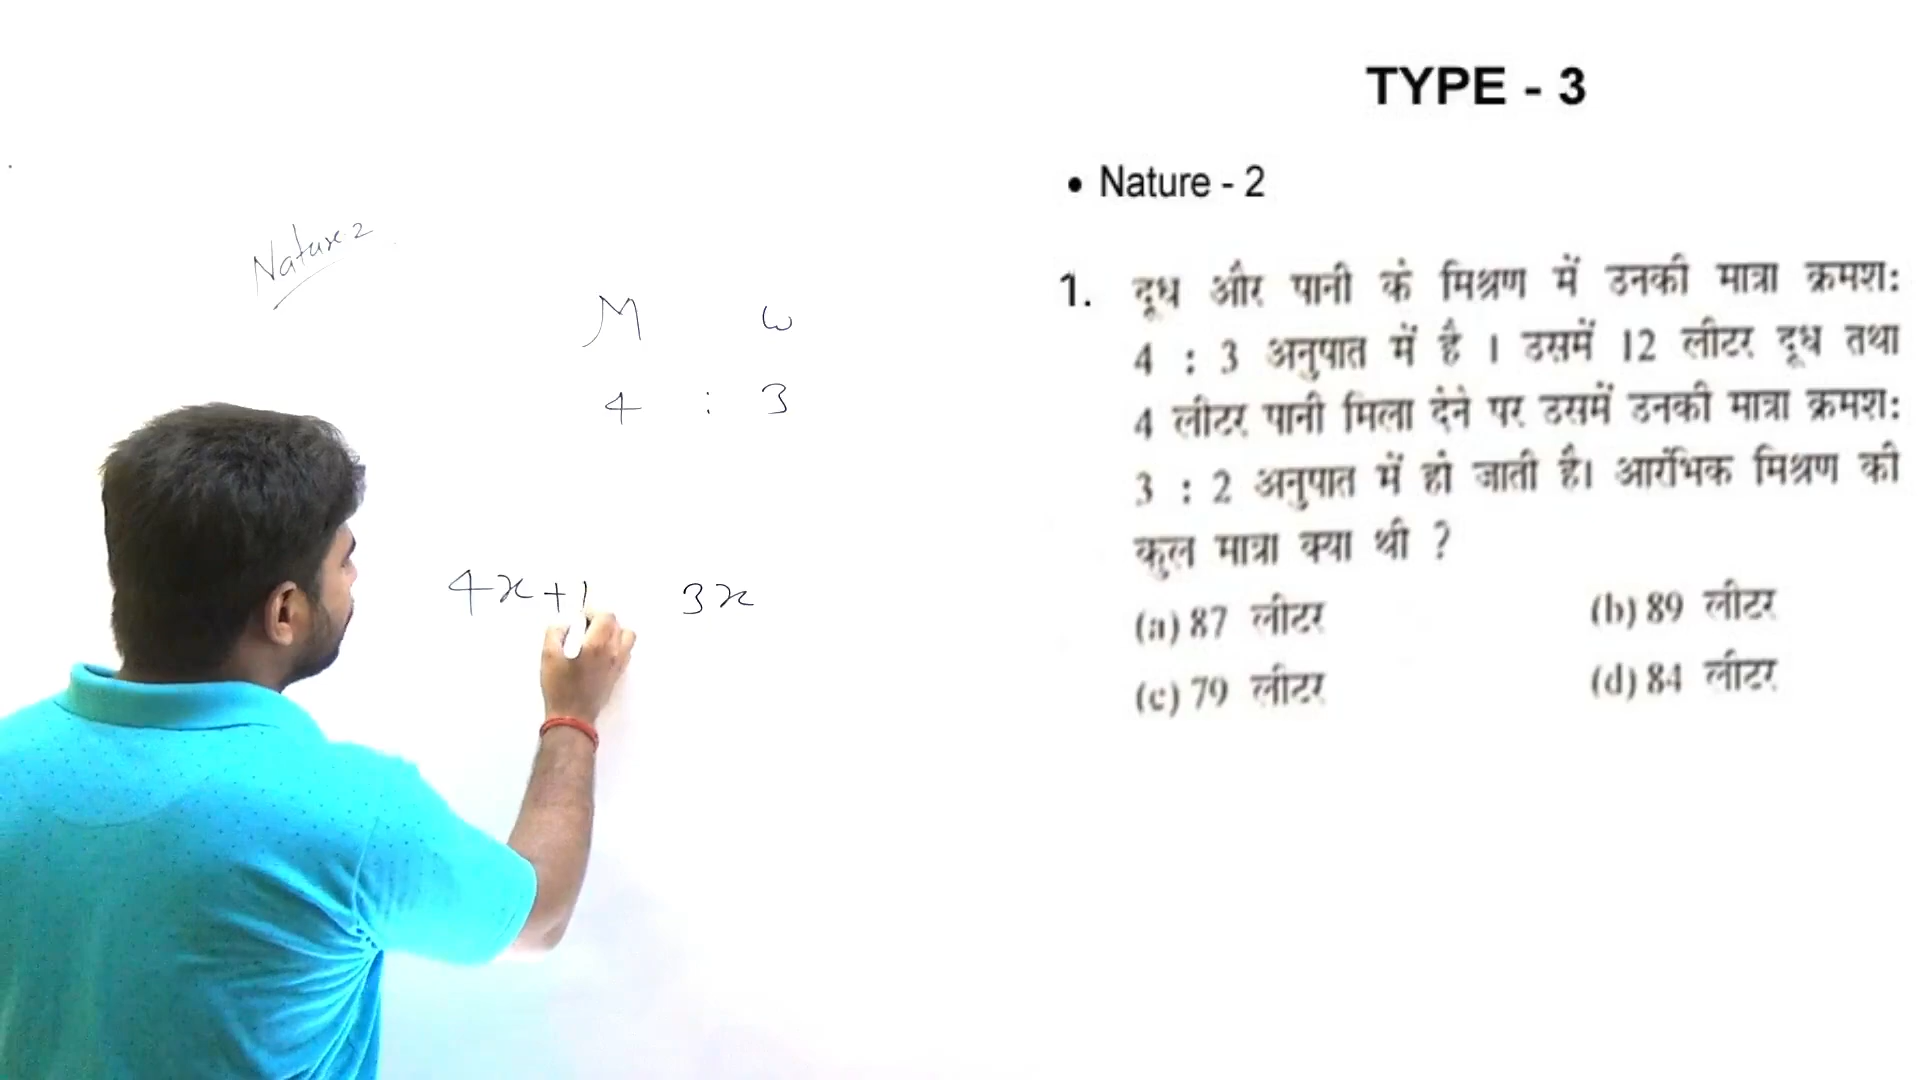 TYPE - 3
• Nature - 2
1. दूध और पानी के मिश्रण में उनकी मात्रा क्रमश:
4 : 3 अनुपात में है । उसमें 12 लीटर दूध तथा
4 लीटर पानी मिला देने पर उसमें उनकी मात्रा क्रमश:
3 : 2 अनुपात में हो जाती है। आरंभिक मिश्रण की
कुल मात्रा क्या थी ?
(a) 87 लीटर (b) 89 लीटर
(c) 79 लीटर (d) 84 लीटर
Nature-2
M W
4 : 3
4x+1 3x